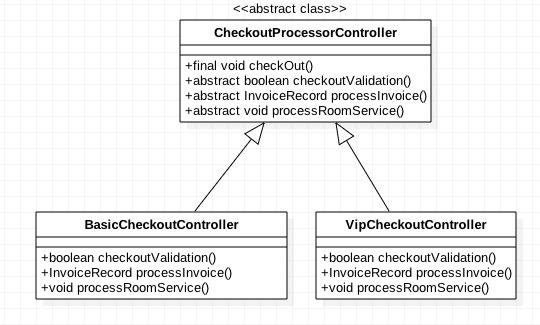 <<abstract class>>
CheckoutProcessorController
+final void checkOut()
+abstract boolean checkoutValidation()
+abstract InvoiceRecord processInvoice()
+abstract void processRoomService()
BasicCheckoutController
+boolean checkoutValidation()
+InvoiceRecord processInvoice()
+void processRoomService()
VipCheckoutController
+boolean checkoutValidation()
+InvoiceRecord processInvoice()
+void processRoomService()